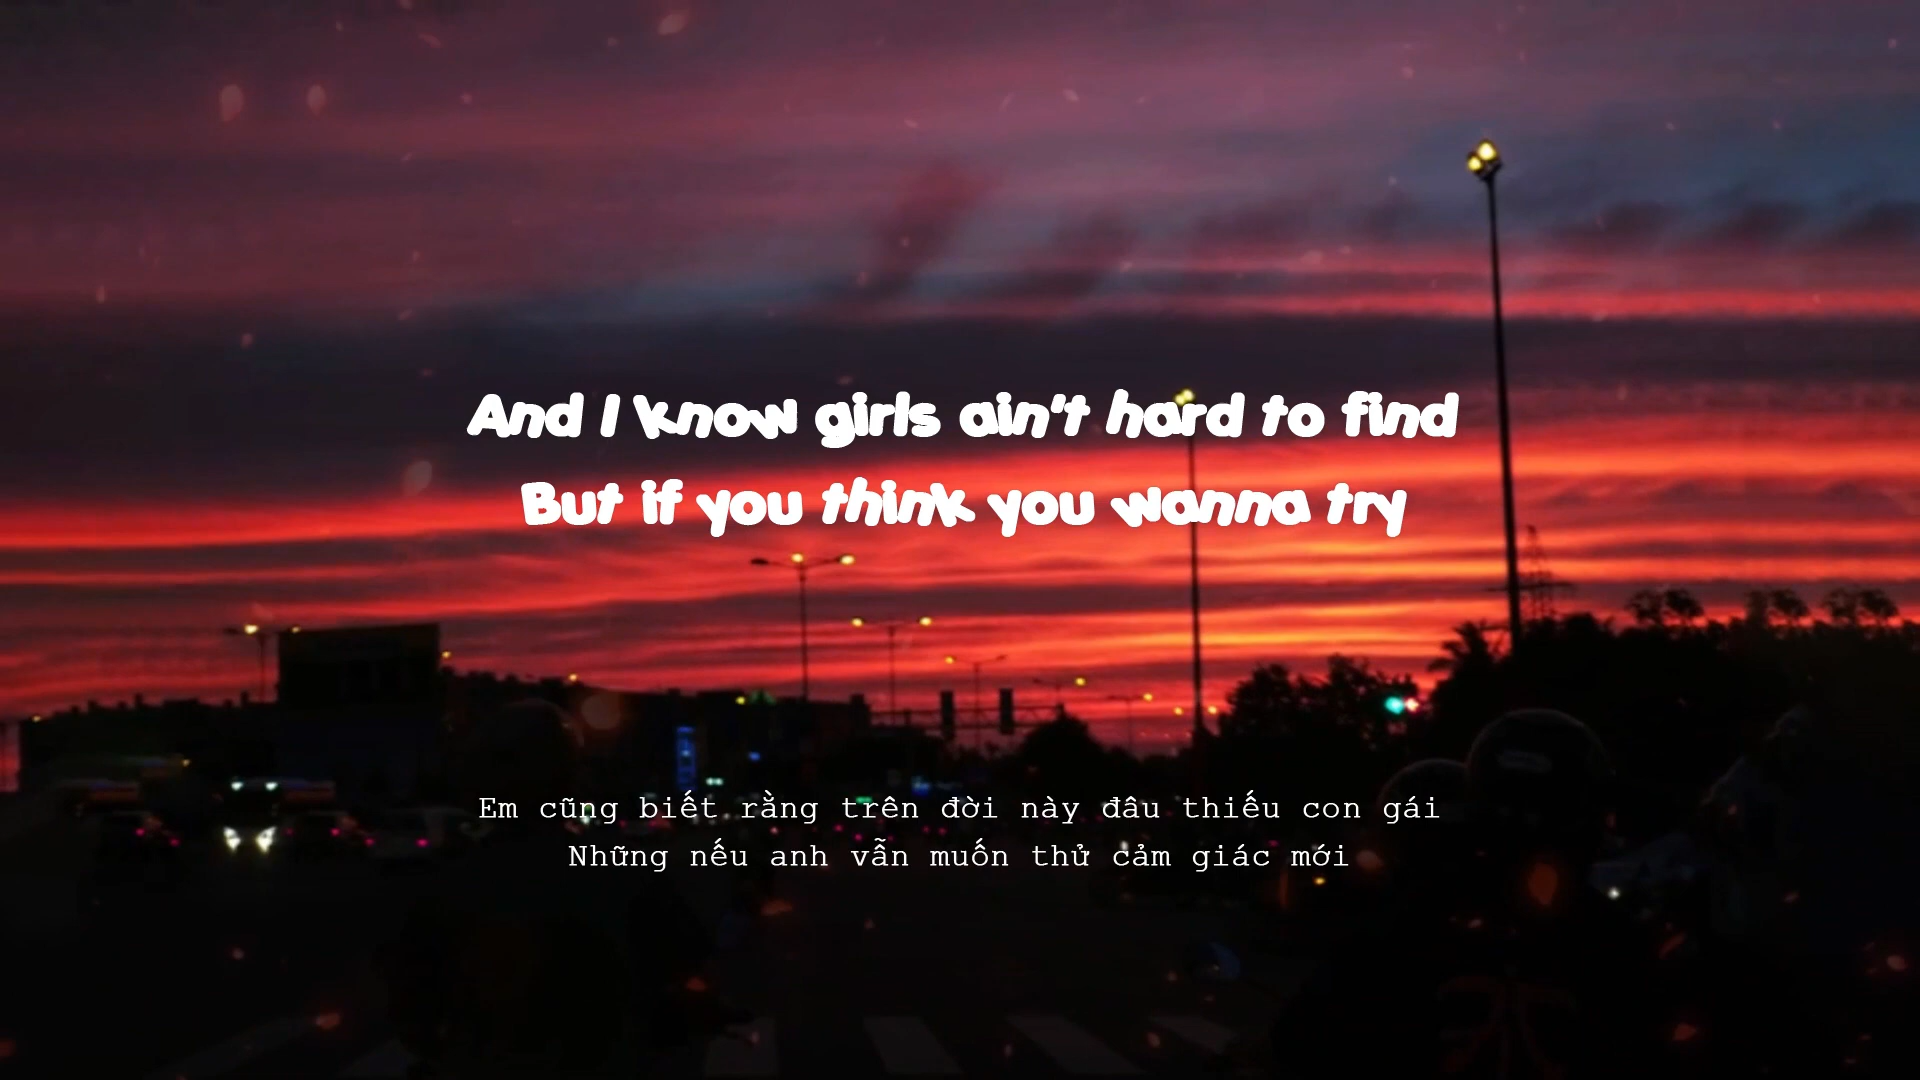 And I know girls ain't hard to find
But if you think you wanna try
Em cũng biết rằng trên đời này đâu thiếu con gái
Những nếu anh vẫn muốn thử cảm giác mới